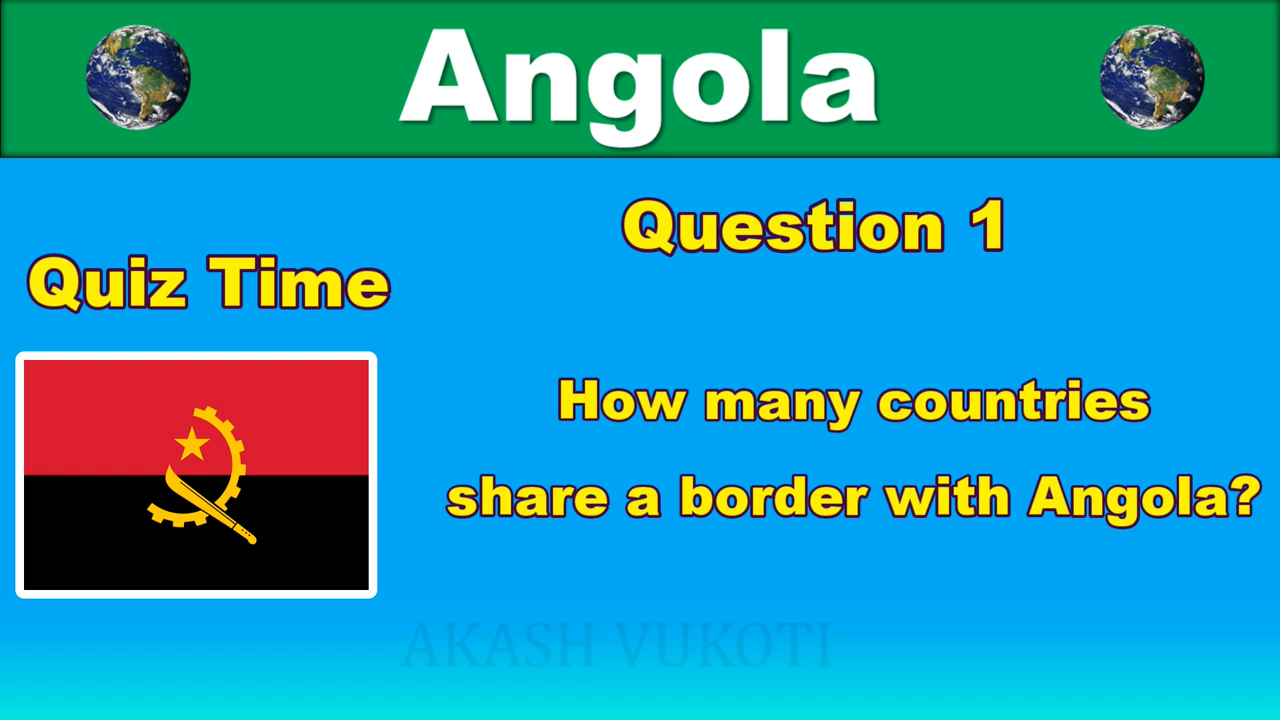 Angola
Quiz Time
Question 1
How many countries
share a border with Angola?
AKASH VUKOTI